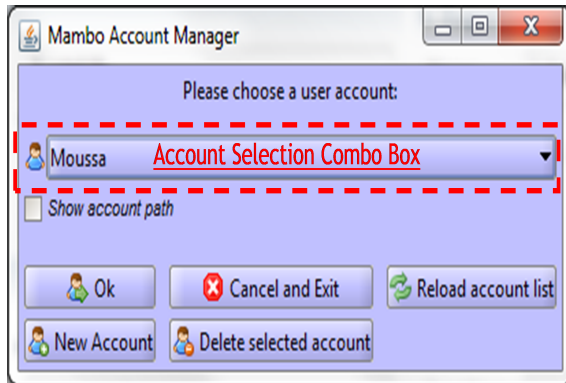 Mambo Account Manager
Please choose a user account:
Moussa Account Selection Combo Box
Show account path
Ok Cancel and Exit Reload account list
New Account Delete selected account